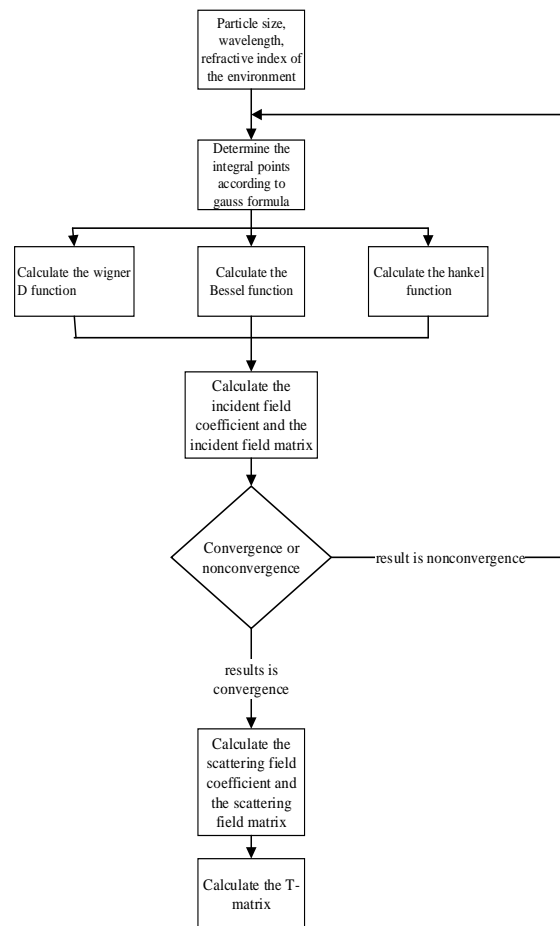 Particle size,
wavelength,
refractive index of
the environment
Determine the
integral points
according to
gauss formula
Calculate the wigner
D function
Calculate the
Bessel function
Calculate the hankel
function
Calculate the
incident field
coefficient and the
incident field matrix
Convergence or
nonconvergence
result is nonconvergence
results is
convergence
Calculate the
scattering field
coefficient and
the scattering
field matrix
Calculate the T-
matrix